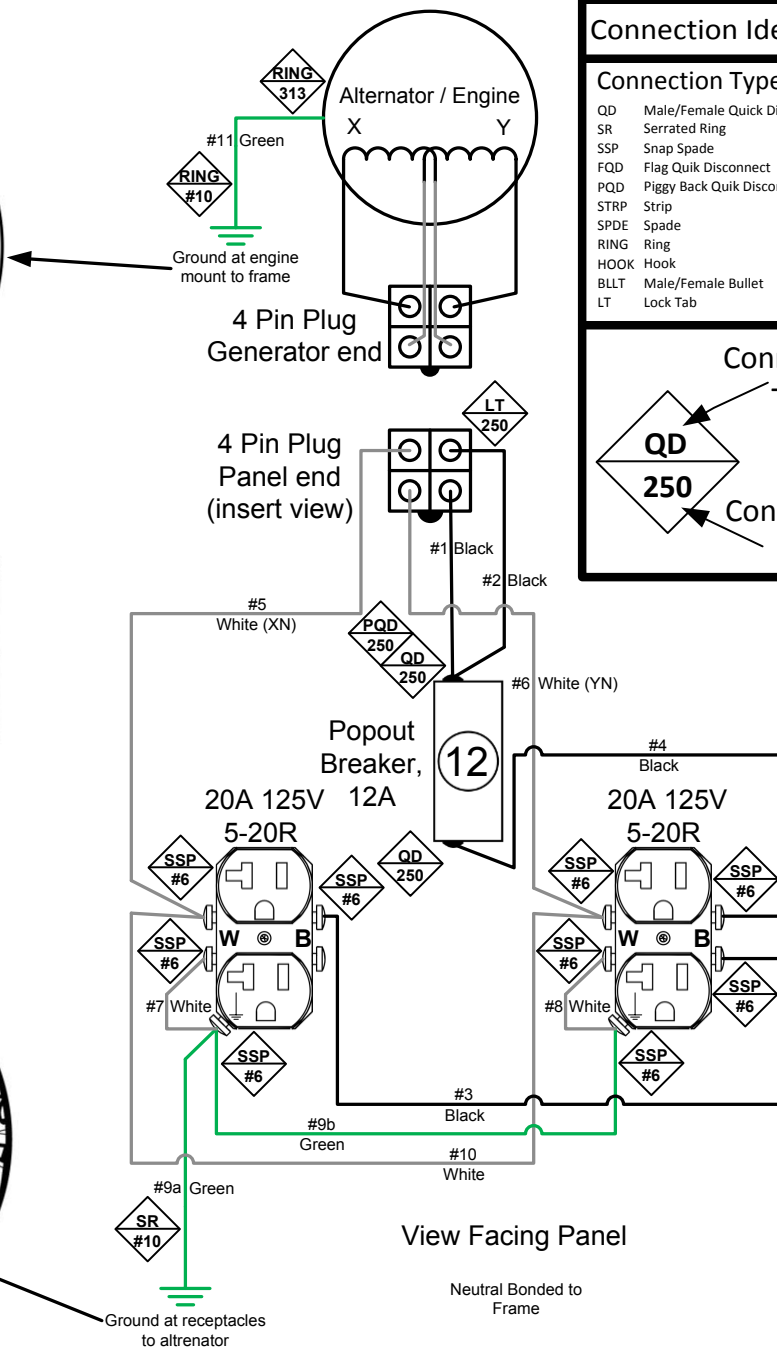 RING
313
Alternator / Engine
X
Y
#11 Green
RING
#10
Ground at engine
mount to frame
4 Pin Plug
Generator end
4 Pin Plug
Panel end
(insert view)
LT
250
#1 Black
#2 Black
#5
White (XN)
PQD
250
QD
250
#6 White (YN)
Popout
Breaker,
12A
12
#4
Black
20A 125V
5-20R
20A 125V
5-20R
SSP
#6
SSP
#6
QD
250
SSP
#6
SSP
#6
W
B
W
B
SSP
#6
SSP
#6
SSP
#6
#7 White
#8 White
SSP
#6
SSP
#6
#3
Black
#9b
Green
#10
White
#9a Green
SR
#10
View Facing Panel
Neutral Bonded to
Frame
Ground at receptacles
to altrenator
Connection Ide
Connection Type
QD Male/Female Quick Di
SR Serrated Ring
SSP Snap Spade
FQD Flag Quik Disconnect
PQD Piggy Back Quik Disco
STRP Strip
SPDE Spade
RING Ring
HOOK Hook
BLLT Male/Female Bullet
LT Lock Tab
Conn
QD
250
Con